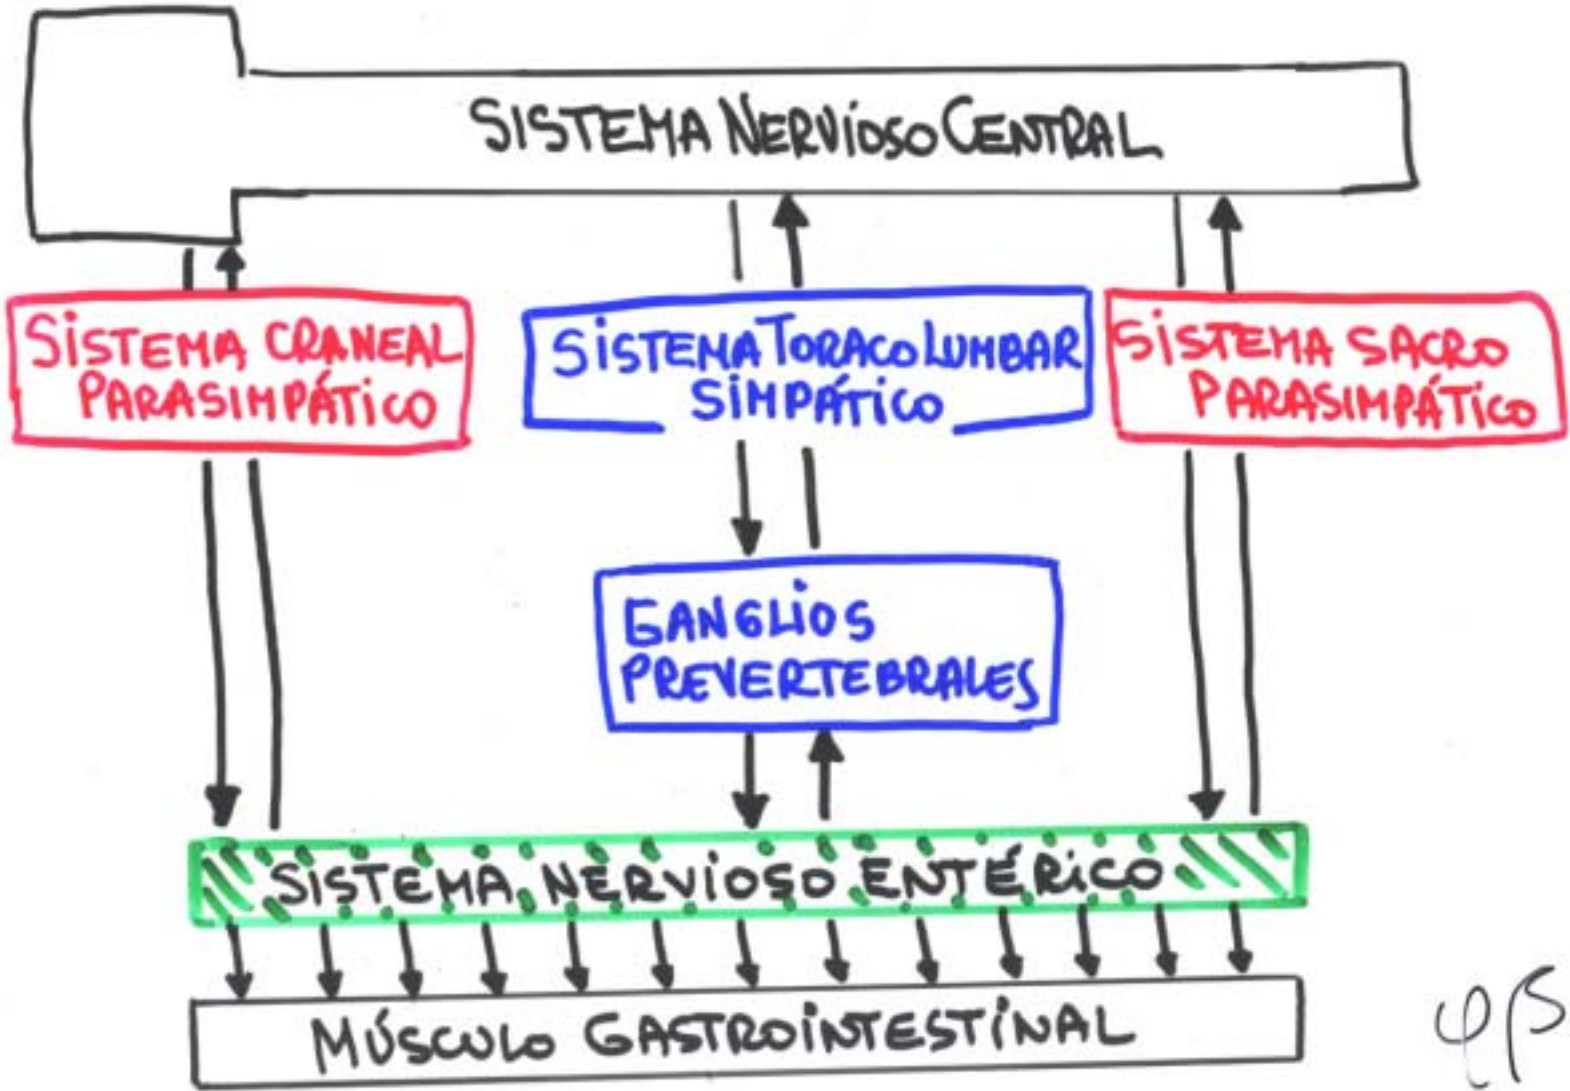 SISTEMA NERVIOSO CENTRAL
SISTEMA CRANEAL
PARASIMPÁTICO
SISTEMA TORACOLUMBAR
SIMPÁTICO
SISTEMA SACRO
PARASIMPÁTICO
GANGLIOS
PREVERTEBRALES
SISTEMA NERVIOSO ENTÉRICO
MÚSCULO GASTROINTESTINAL